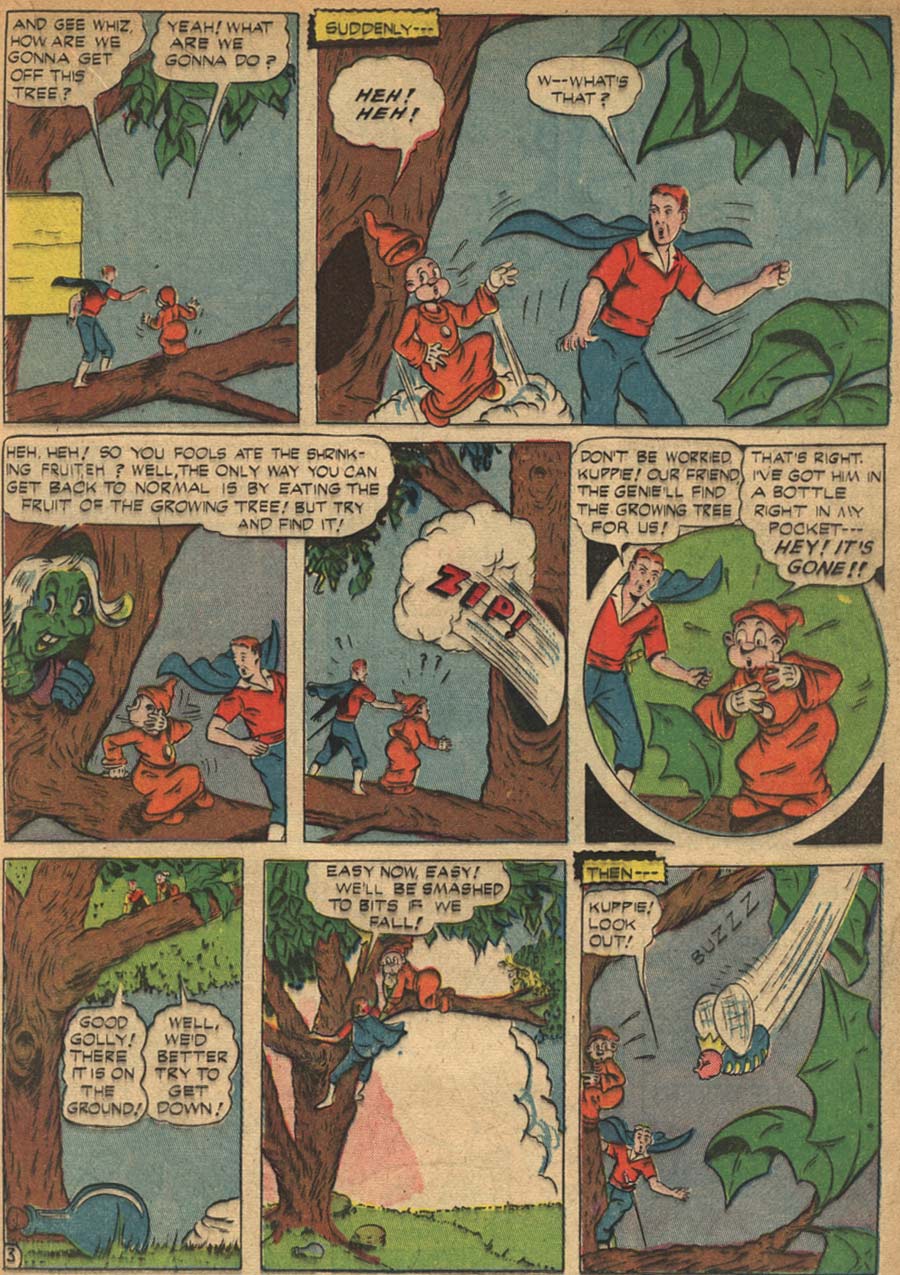 AND GEE WHIZ,
HOW ARE WE
GONNA GET
OFF THIS
TREE?
YEAH! WHAT
ARE WE
GONNA DO?
SUDDENLY---
HEH!
HEH!
W--WHAT'S
THAT?
HEH, HEH! SO YOU FOOLS ATE THE SHRINK-
ING FRUIT, EH? WELL, THE ONLY WAY YOU CAN
GET BACK TO NORMAL IS BY EATING THE
FRUIT OF THE GROWING TREE! BUT TRY
AND FIND IT!
?!
??
ZIP!
DON'T BE WORRIED
KUPPIE! OUR FRIEND
THE GENIE'LL FIND
THE GROWING TREE
FOR US!
THAT'S RIGHT.
I'VE GOT HIM IN
A BOTTLE
RIGHT IN MY
POCKET---
HEY! IT'S
GONE!!
GOOD
GOLLY!
THERE
IT IS ON
THE
GROUND!
WELL,
WE'D
BETTER
TRY TO
GET
DOWN!
3
EASY NOW, EASY!
WE'LL BE SMASHED
TO BITS IF WE
FALL!
THEN---
KUPPIE!
LOOK
OUT!
BUZZZ